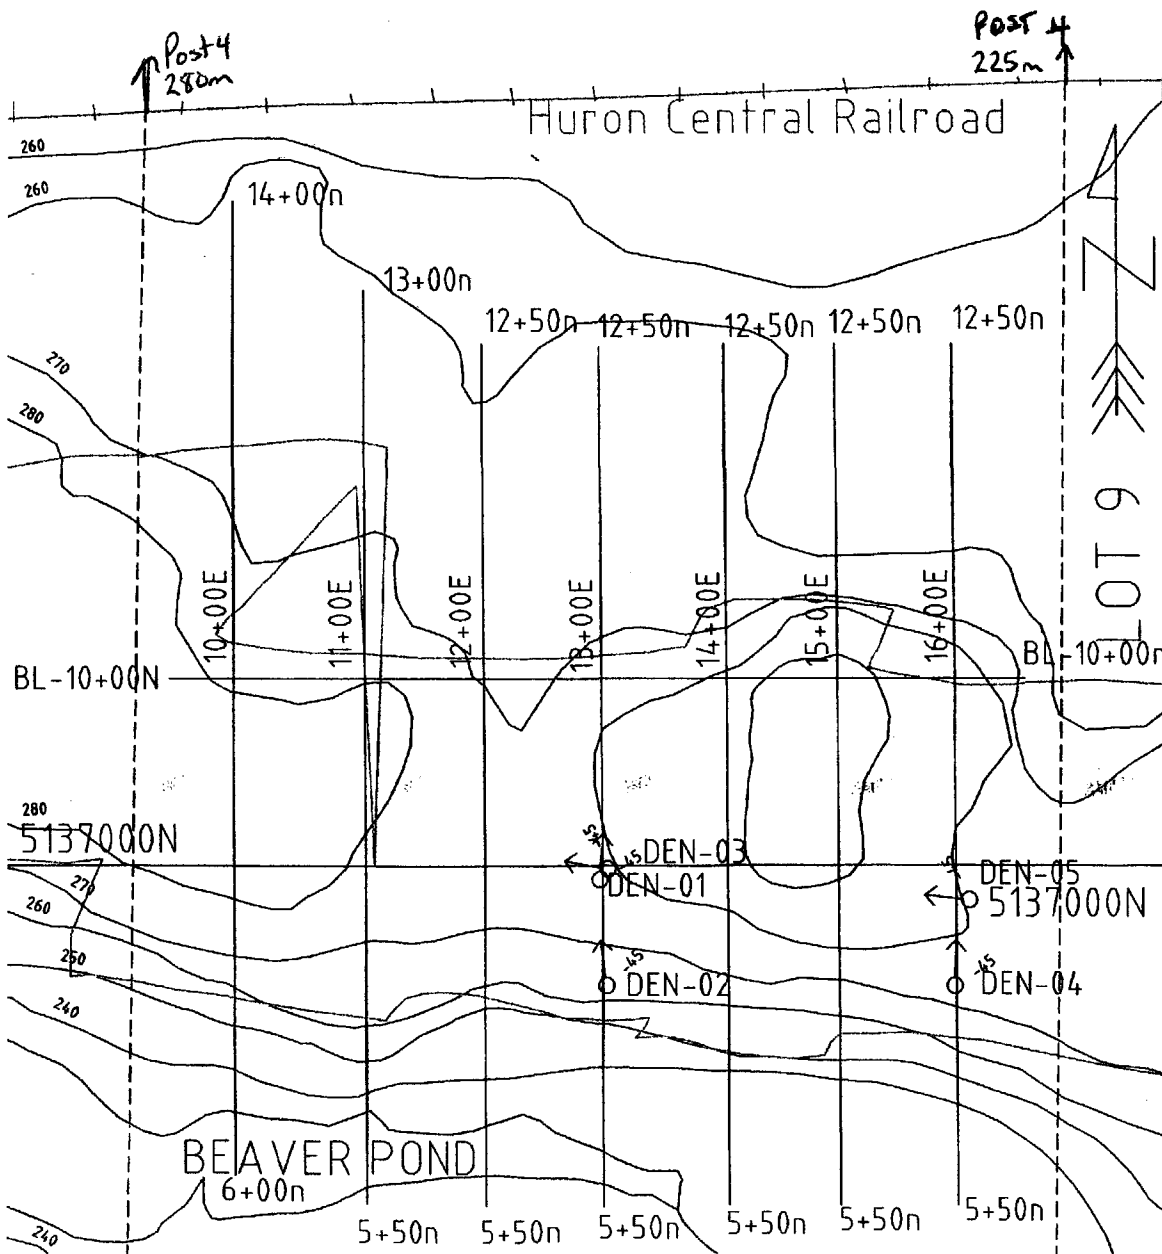 Post 4
280m
POST 4
225m
Huron Central Railroad
260
260
14+00n
13+00n
12+50n
12+50n
12+50n
12+50n
12+50n
N
270
280
LOT 9
10+00E
11+00E
12+00E
13+00E
14+00E
15+00E
16+00E
BL-10+00N
BL-10+00n
280
5137000N
-45
DEN-03
DEN-01
DEN-05
5137000N
270
260
250
240
-45
DEN-02
-45
DEN-04
BEAVER POND
6+00n
5+50n
5+50n
5+50n
5+50n
5+50n
5+50n
240